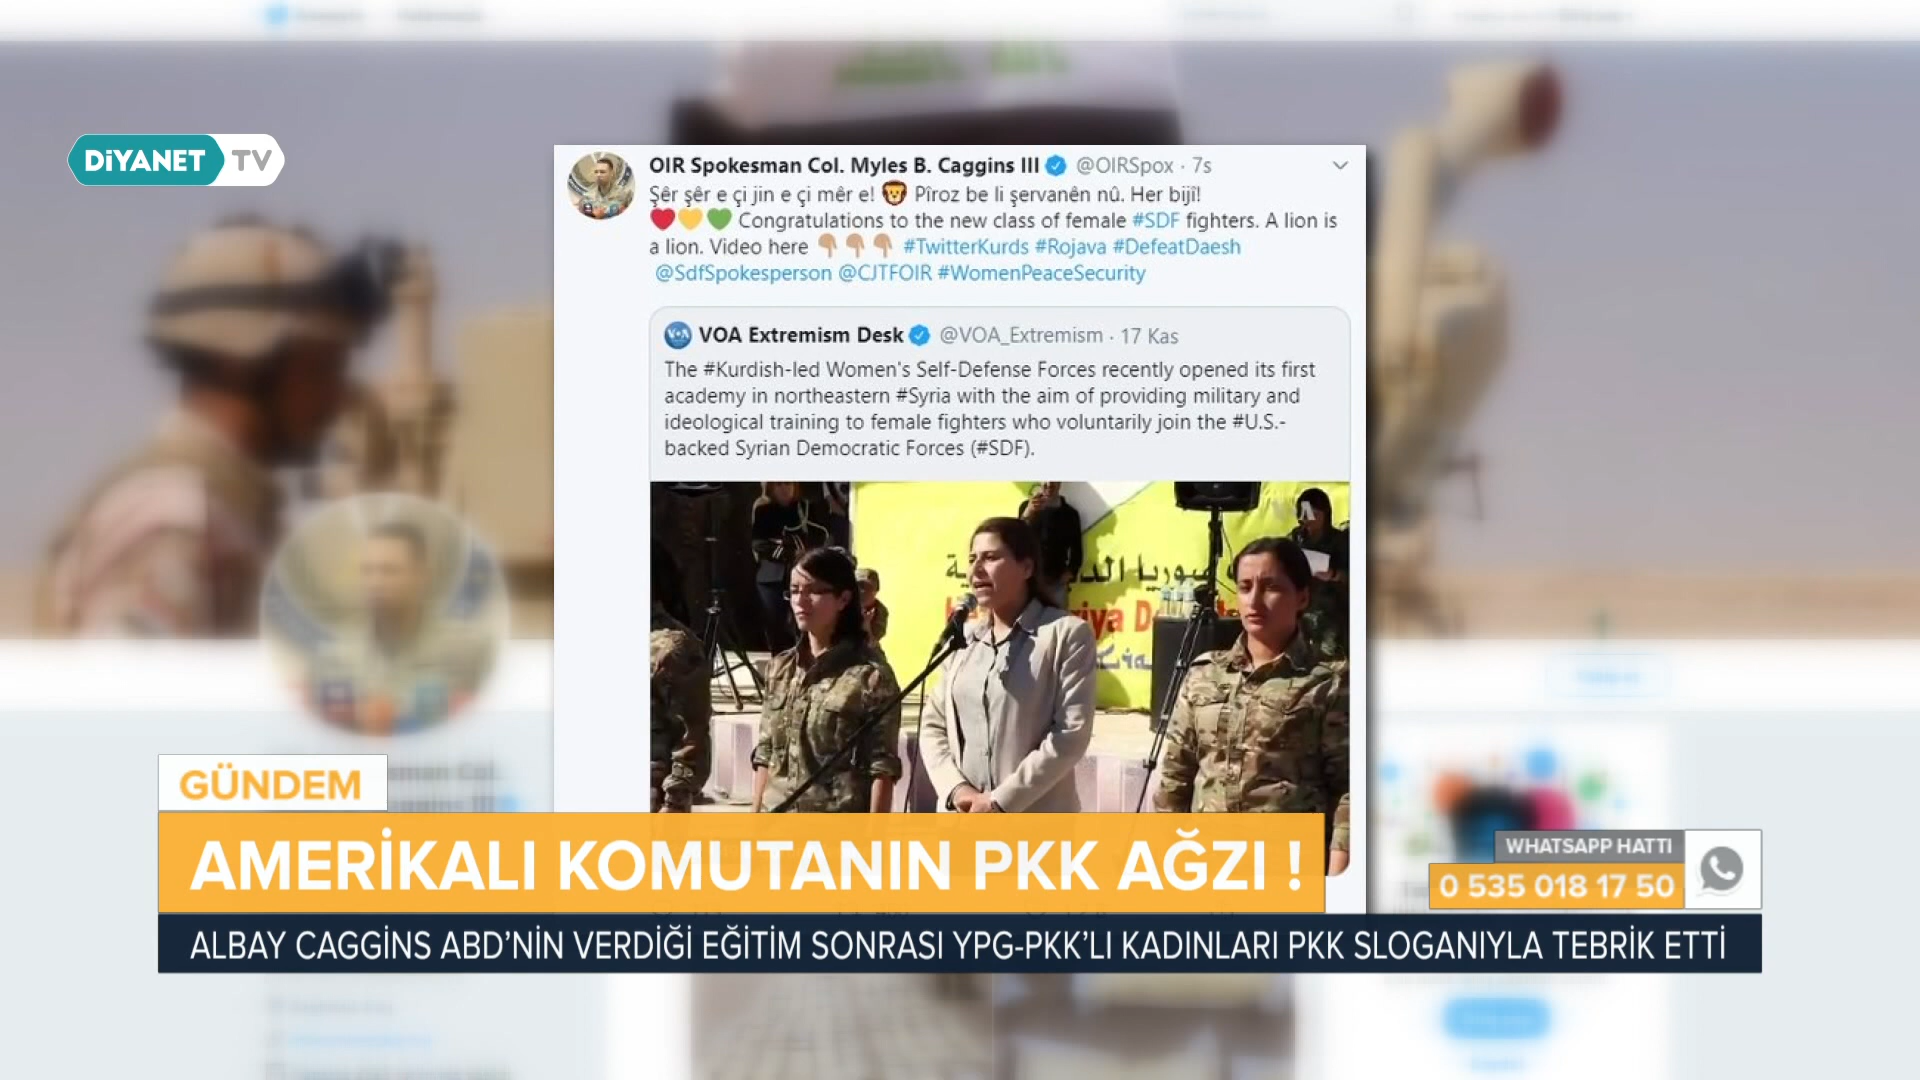 DiYANET TV
OIR Spokesman Col. Myles B. Caggins III @OIRSpox · 7s
Şêr şêr e çi jin e çi mêr e! 🦁 Pîroz be li şervanên nû. Her bijî!
❤️💛💚 Congratulations to the new class of female #SDF fighters. A lion is
a lion. Video here 👇🏽👇🏽👇🏽 #TwitterKurds #Rojava #DefeatDaesh
@SdfSpokesperson @CJTFOIR #WomenPeaceSecurity
VOA VOA Extremism Desk @VOA_Extremism · 17 Kas
The #Kurdish-led Women's Self-Defense Forces recently opened its first
academy in northeastern #Syria with the aim of providing military and
ideological training to female fighters who voluntarily join the #U.S.-
backed Syrian Democratic Forces (#SDF).
VOA
GÜNDEM
AMERİKALI KOMUTANIN PKK AĞZI !
WHATSAPP HATTI
0 535 018 17 50
ALBAY CAGGİNS ABD’NİN VERDİĞİ EĞİTİM SONRASI YPG-PKK’LI KADINLARI PKK SLOGANIYLA TEBRİK ETTİ